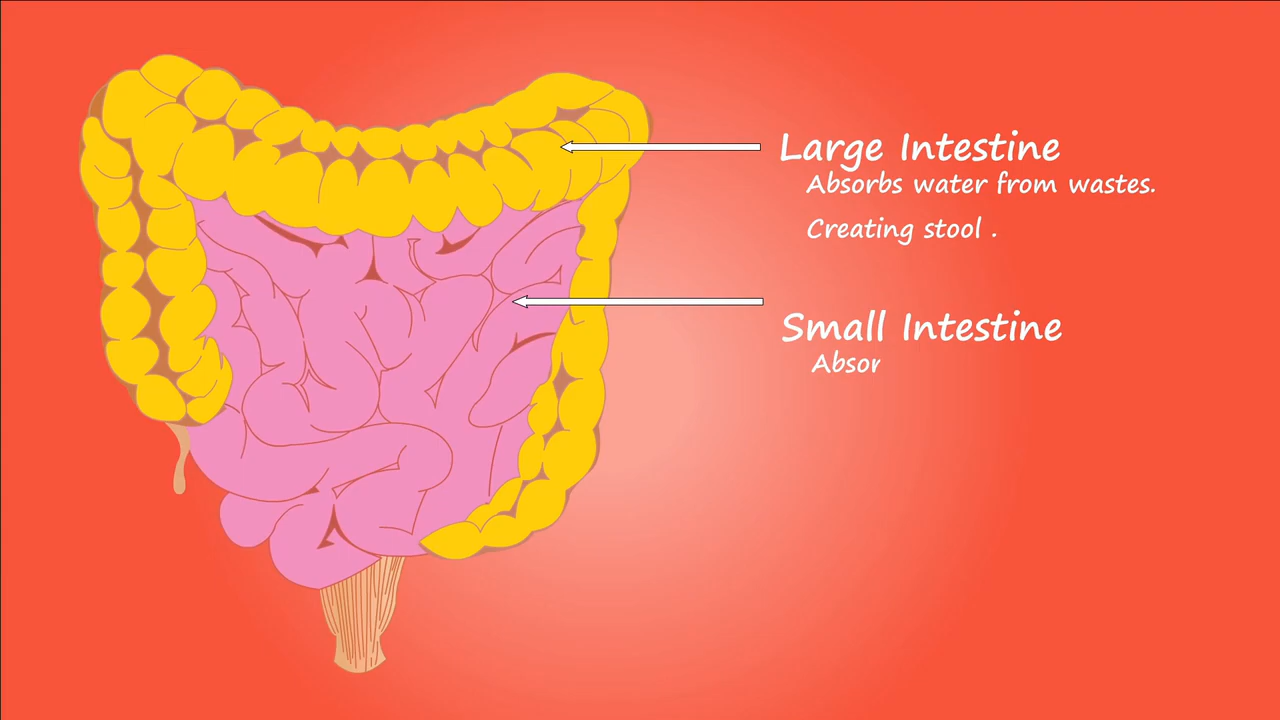 Large Intestine
Absorbs water from wastes.
Creating stool .
Small Intestine
Absor